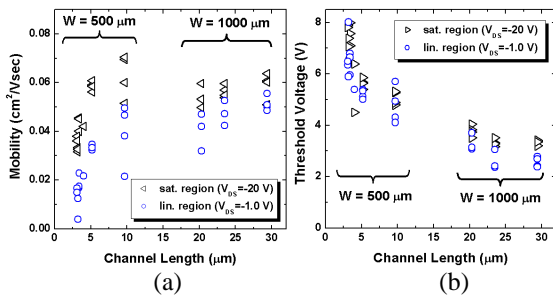 W = 500 μm
W = 1000 μm
0.08
0.06
0.04
0.02
0.00
Mobility (cm²/Vsec)
sat. region (V_DS=-20 V)
lin. region (V_DS=-1.0 V)
0 5 10 15 20 25 30
Channel Length (μm)
(a)
8
6
4
2
0
Threshold Voltage (V)
sat. region (V_DS=-20 V)
lin. region (V_DS=-1.0 V)
W = 500 μm
W = 1000 μm
0 5 10 15 20 25 30
Channel Length (μm)
(b)